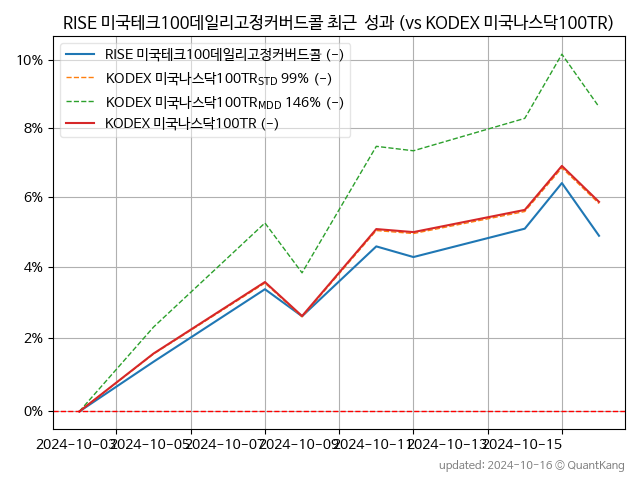 RISE 미국테크100데일리고정커버드콜 최근  성과 (vs KODEX 미국나스닥100TR)
RISE 미국테크100데일리고정커버드콜 (-)
KODEX 미국나스닥100TR_STD 99% (-)
KODEX 미국나스닥100TR_MDD 146% (-)
KODEX 미국나스닥100TR (-)
10%
8%
6%
4%
2%
0%
2024-10-03 2024-10-05 2024-10-07 2024-10-09 2024-10-11 2024-10-13 2024-10-15
updated: 2024-10-16 © QuantKang